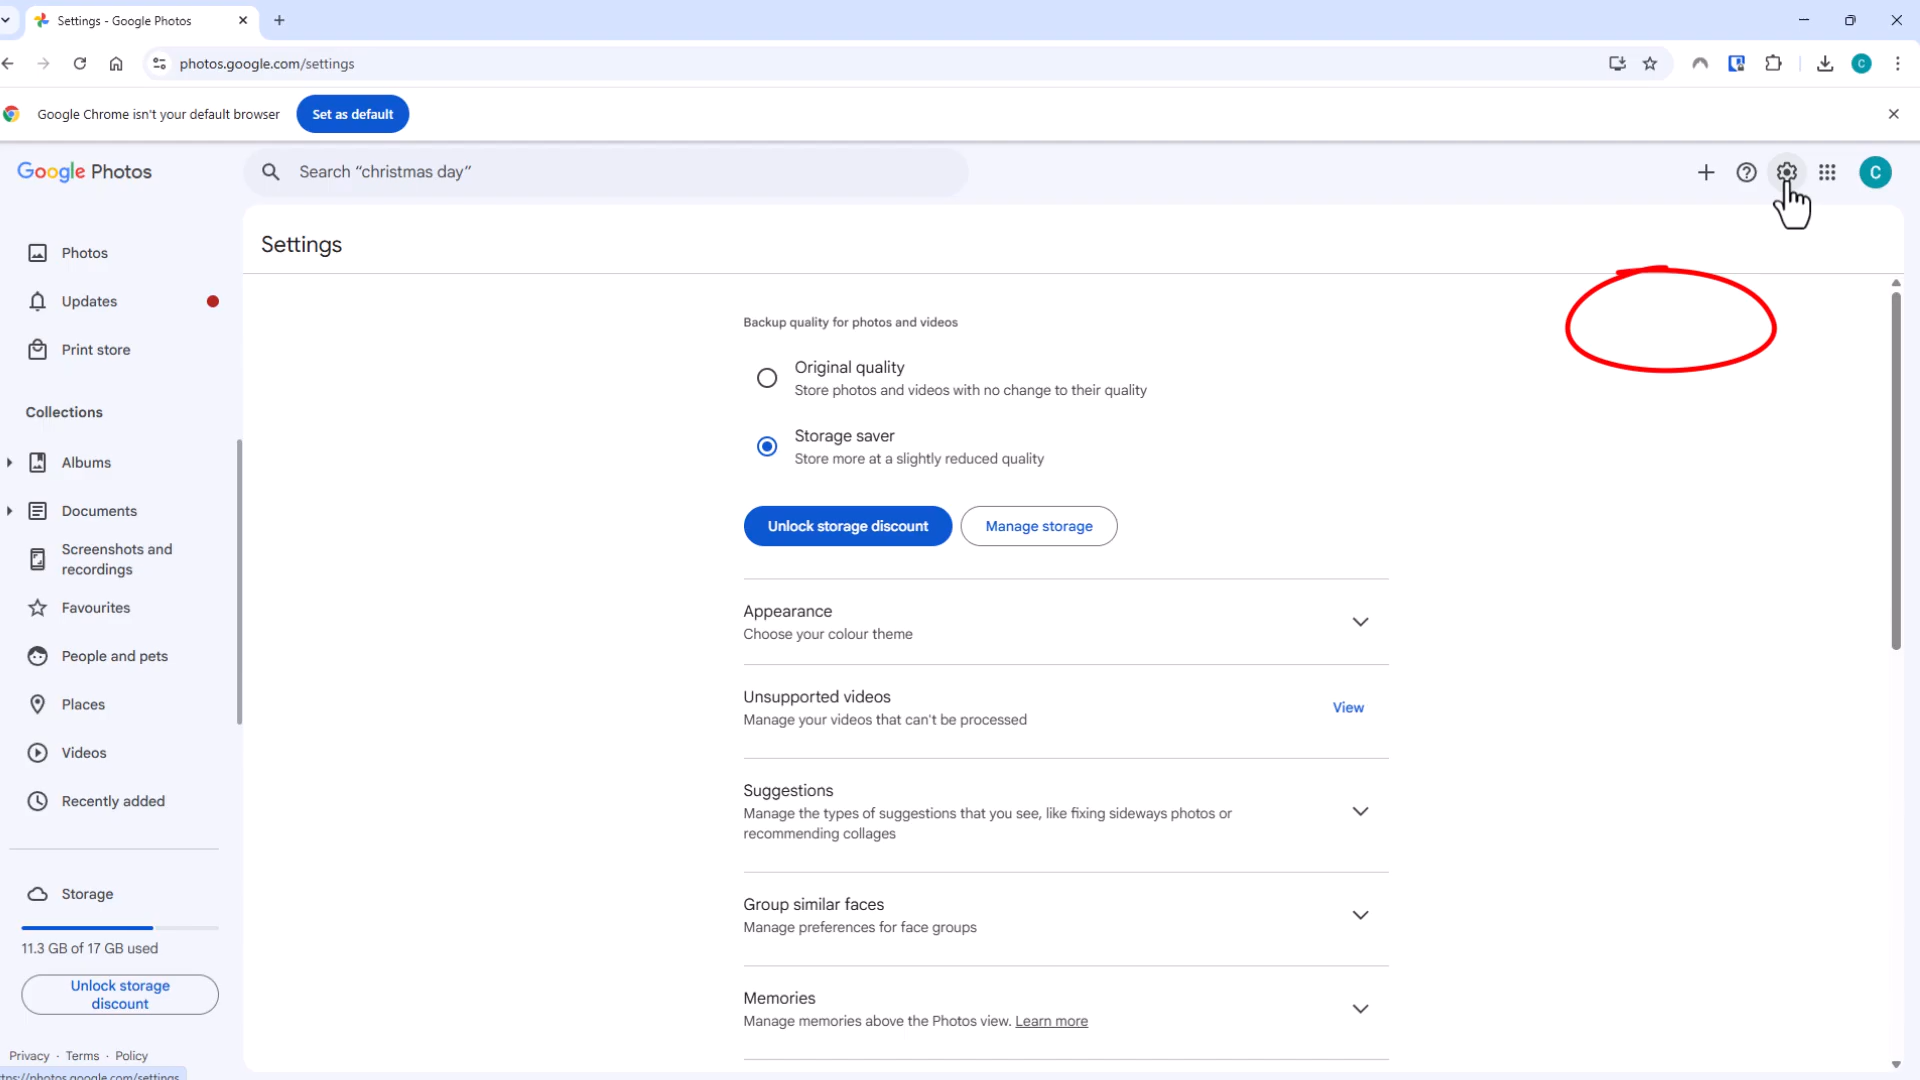 Settings - Google Photos
photos.google.com/settings
C
Google Chrome isn't your default browser
Set as default
Google Photos
Search “christmas day”
C
Photos
Updates
Print store
Collections
Albums
Documents
Screenshots and
recordings
Favourites
People and pets
Places
Videos
Recently added
Storage
11.3 GB of 17 GB used
Unlock storage
discount
Privacy · Terms · Policy
Settings
Backup quality for photos and videos
Original quality
Store photos and videos with no change to their quality
Storage saver
Store more at a slightly reduced quality
Unlock storage discount
Manage storage
Appearance
Choose your colour theme
Unsupported videos
Manage your videos that can't be processed
View
Suggestions
Manage the types of suggestions that you see, like fixing sideways photos or
recommending collages
Group similar faces
Manage preferences for face groups
Memories
Manage memories above the Photos view. Learn more
ttps://photos.google.com/settings